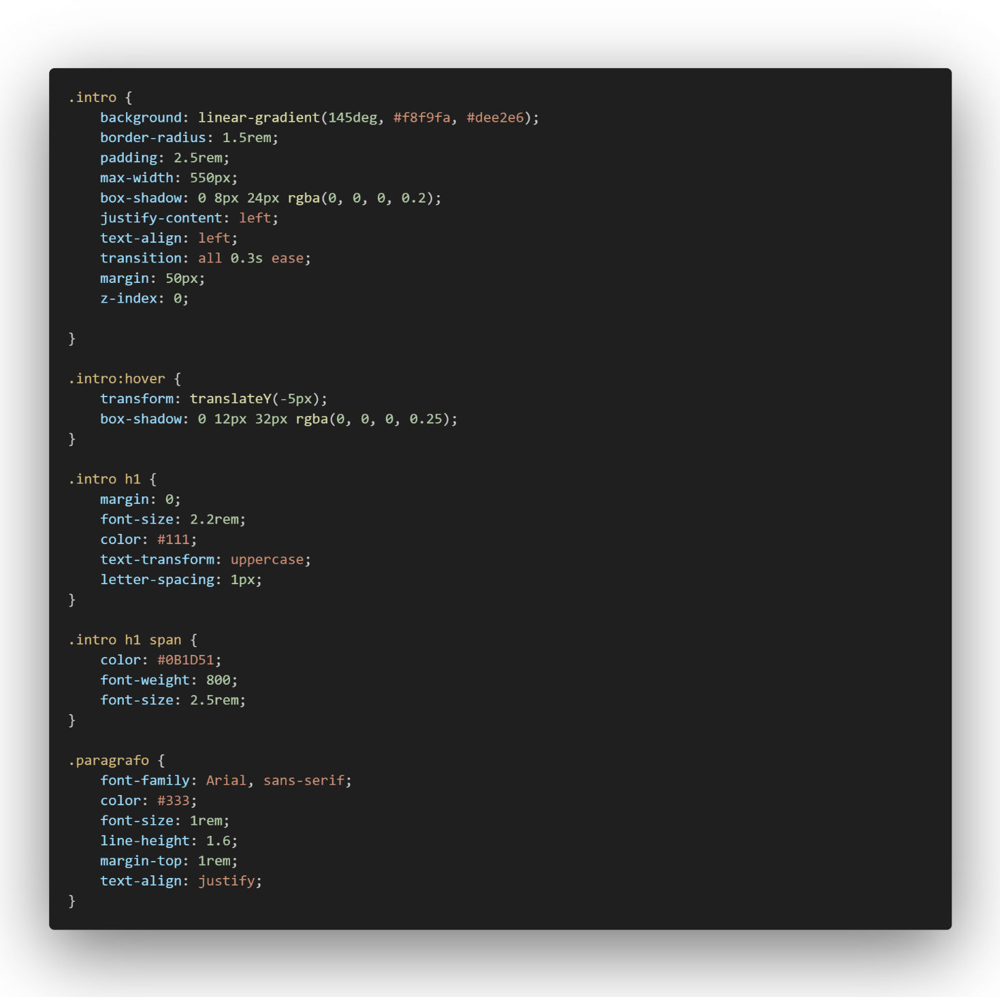 .intro {
    background: linear-gradient(145deg, #f8f9fa, #dee2e6);
    border-radius: 1.5rem;
    padding: 2.5rem;
    max-width: 550px;
    box-shadow: 0 8px 24px rgba(0, 0, 0, 0.2);
    justify-content: left;
    text-align: left;
    transition: all 0.3s ease;
    margin: 50px;
    z-index: 0;

}

.intro:hover {
    transform: translateY(-5px);
    box-shadow: 0 12px 32px rgba(0, 0, 0, 0.25);
}

.intro h1 {
    margin: 0;
    font-size: 2.2rem;
    color: #111;
    text-transform: uppercase;
    letter-spacing: 1px;
}

.intro h1 span {
    color: #0B1D51;
    font-weight: 800;
    font-size: 2.5rem;
}

.paragrafo {
    font-family: Arial, sans-serif;
    color: #333;
    font-size: 1rem;
    line-height: 1.6;
    margin-top: 1rem;
    text-align: justify;
}